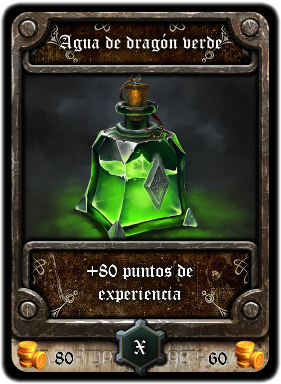 Agua de dragón verde
+80 puntos de
experiencia
80
X
60